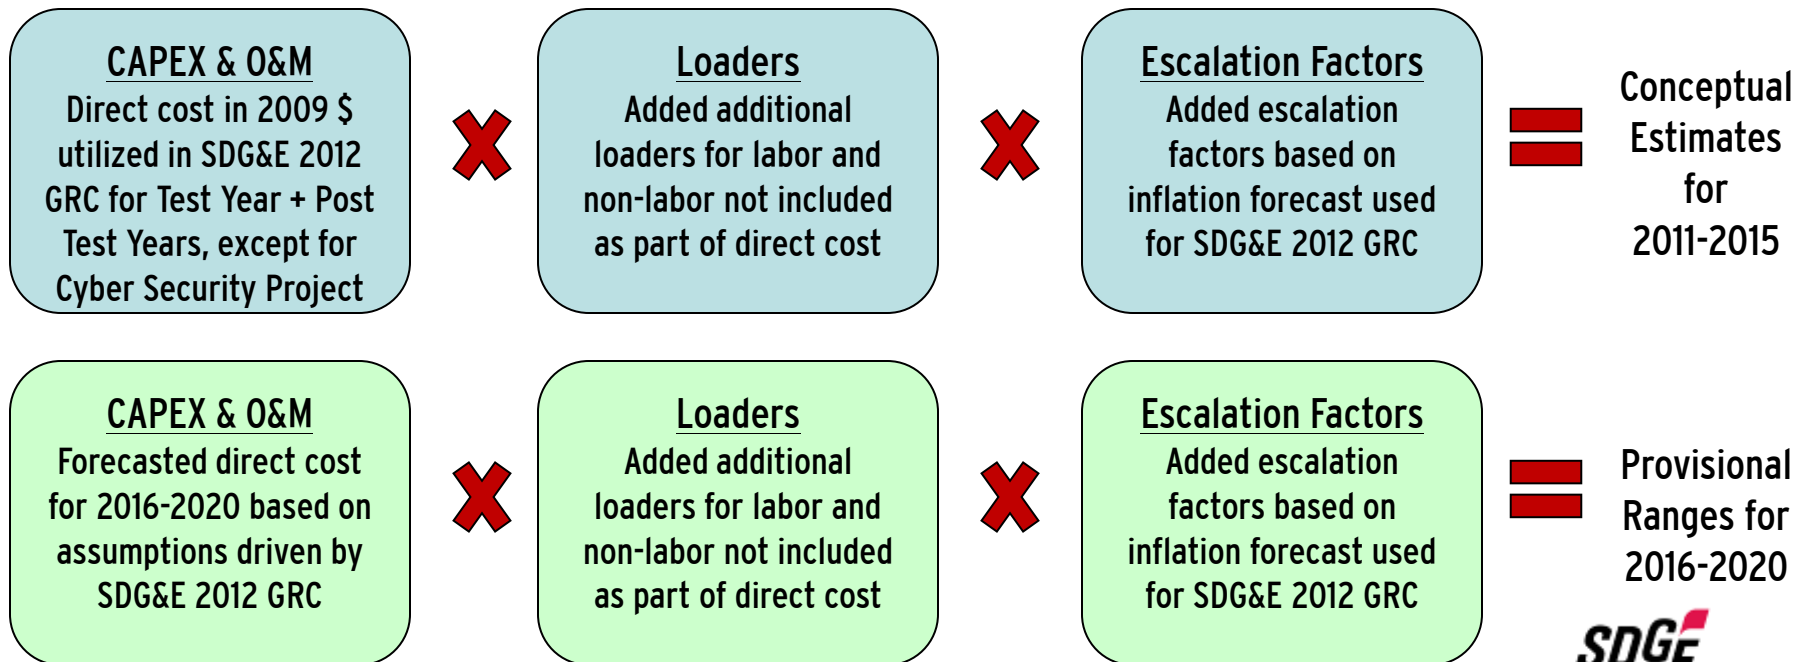 CAPEX & O&M
Direct cost in 2009 $
utilized in SDG&E 2012
GRC for Test Year + Post
Test Years, except for
Cyber Security Project
Loaders
Added additional
loaders for labor and
non-labor not included
as part of direct cost
Escalation Factors
Added escalation
factors based on
inflation forecast used
for SDG&E 2012 GRC
Conceptual
Estimates
for
2011-2015
CAPEX & O&M
Forecasted direct cost
for 2016-2020 based on
assumptions driven by
SDG&E 2012 GRC
Loaders
Added additional
loaders for labor and
non-labor not included
as part of direct cost
Escalation Factors
Added escalation
factors based on
inflation forecast used
for SDG&E 2012 GRC
Provisional
Ranges for
2016-2020
SDGE